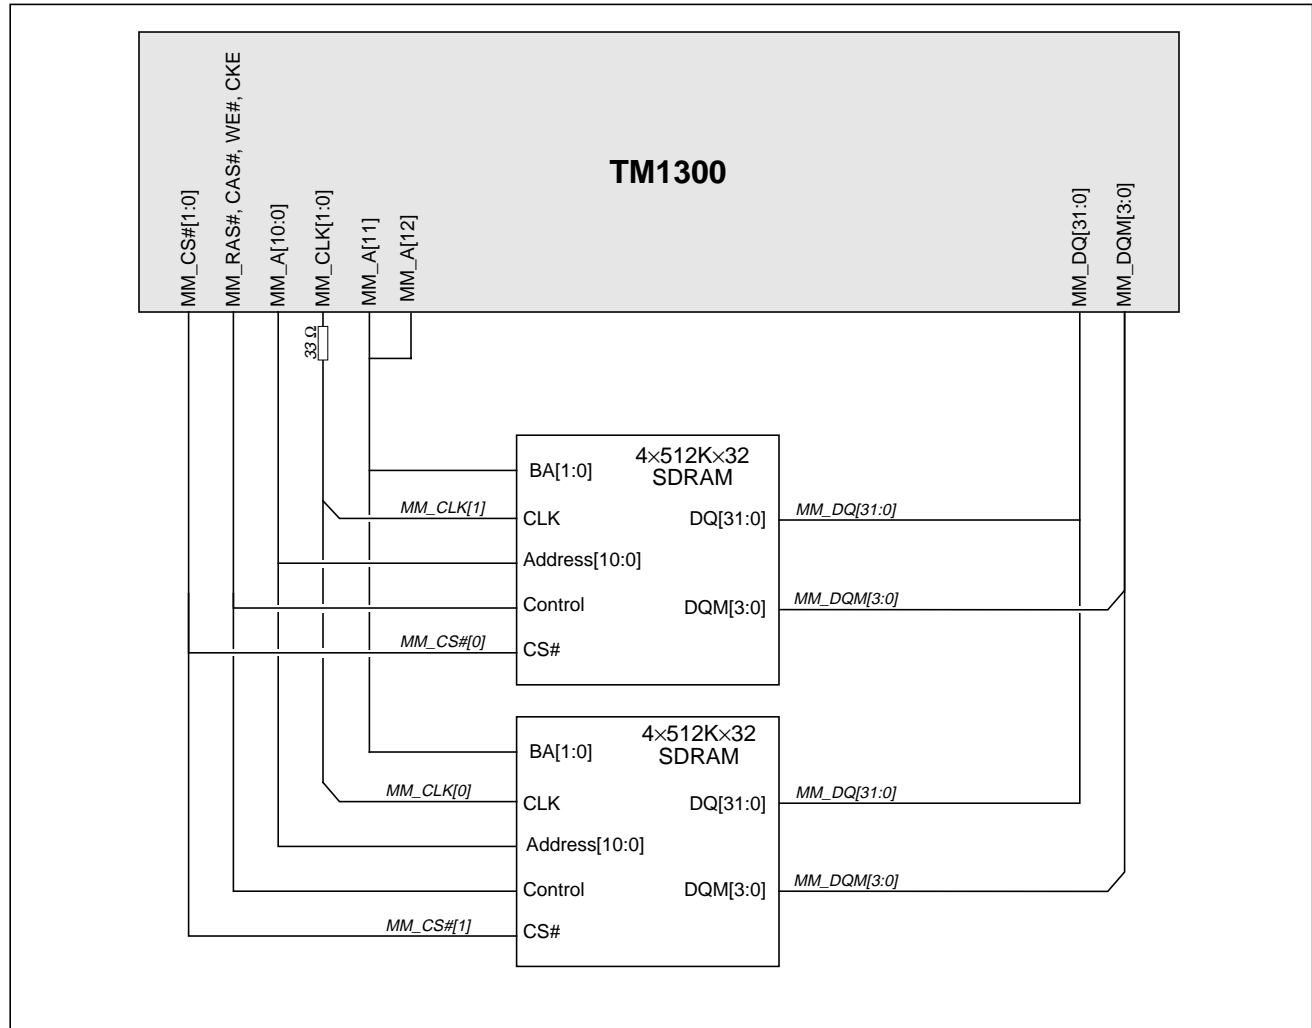 TM1300
MM_CS#[1:0]
MM_RAS#, CAS#, WE#, CKE
MM_A[10:0]
MM_CLK[1:0]
MM_A[11]
MM_A[12]
MM_DQ[31:0]
MM_DQM[3:0]
33 Ω
4×512K×32
SDRAM
BA[1:0]
MM_CLK[1]
CLK
DQ[31:0]
MM_DQ[31:0]
Address[10:0]
Control
DQM[3:0]
MM_DQM[3:0]
MM_CS#[0]
CS#
4×512K×32
SDRAM
BA[1:0]
MM_CLK[0]
CLK
DQ[31:0]
MM_DQ[31:0]
Address[10:0]
Control
DQM[3:0]
MM_DQM[3:0]
MM_CS#[1]
CS#